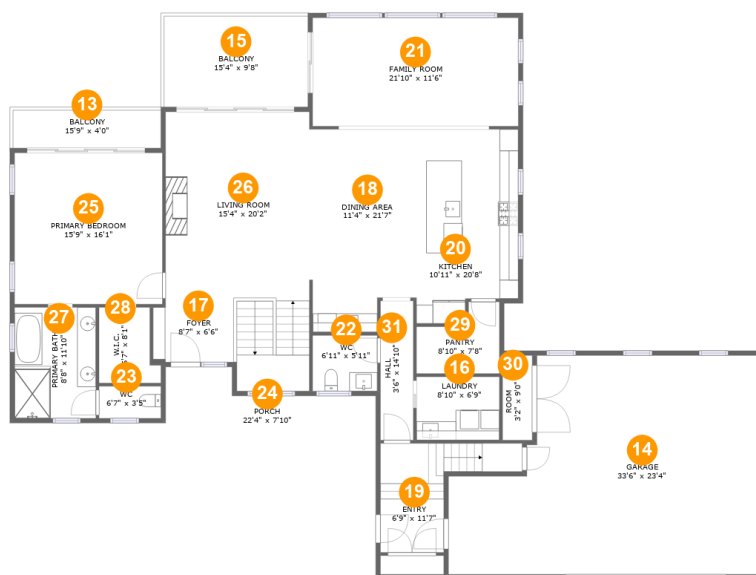 15
BALCONY
15'4" x 9'8"
21
FAMILY ROOM
21'10" x 11'6"
13
BALCONY
15'9" x 4'0"
25
PRIMARY BEDROOM
15'9" x 16'1"
26
LIVING ROOM
15'4" x 20'2"
18
DINING AREA
11'4" x 21'7"
20
KITCHEN
10'11" x 20'8"
17
FOYER
8'7" x 6'6"
27
PRIMARY BATH
8'8" x 11'10"
28
W.I.C.
8'1"
23
WC
6'7" x 3'5"
22
WC
6'11" x 5'11"
31
HALL
3'6" x 14'10"
29
PANTRY
8'10" x 7'8"
16
LAUNDRY
8'10" x 6'9"
30
ROOM
3'2" x 9'0"
24
PORCH
22'4" x 7'10"
14
GARAGE
33'6" x 23'4"
19
ENTRY
6'9" x 11'7"